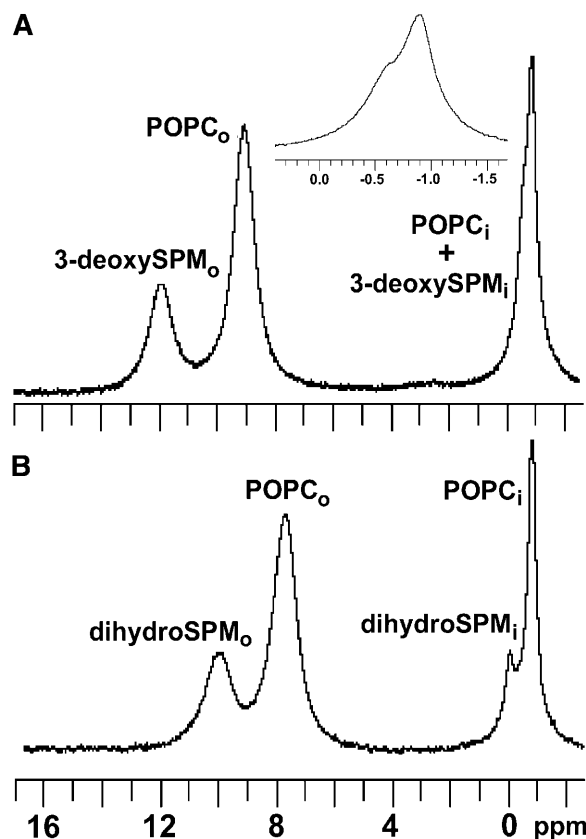 A
POPCo
0.0 -0.5 -1.0 -1.5
POPCi
+
3-deoxySPMi
3-deoxySPMo
B
POPCo
POPCi
dihydroSPMo
dihydroSPMi
16 12 8 4 0 ppm